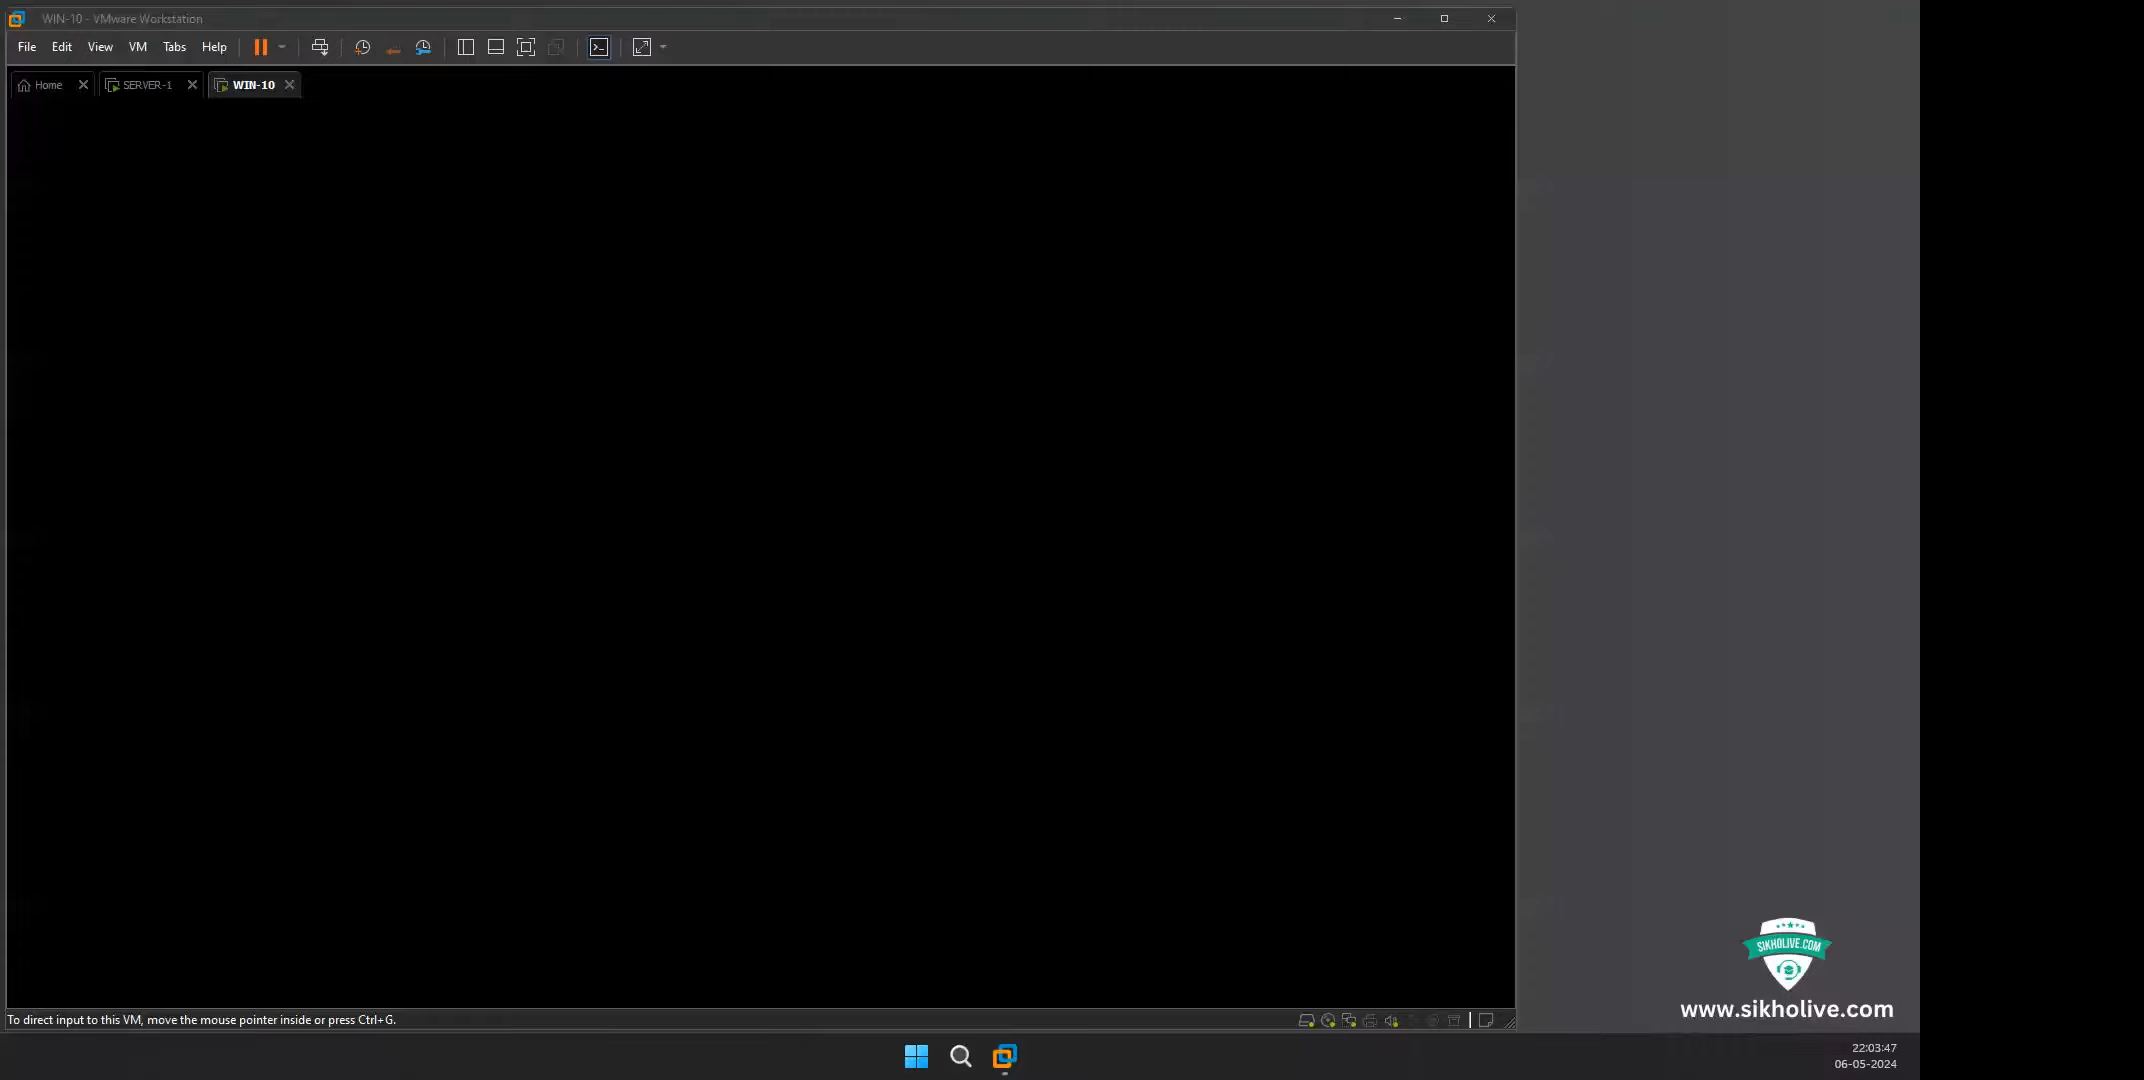 WIN-10 - VMware Workstation
File Edit View VM Tabs Help
Home SERVER-1 WIN-10
To direct input to this VM, move the mouse pointer inside or press Ctrl+G.
SIKHOLIVE.COM
www.sikholive.com
22:03:47
06-05-2024